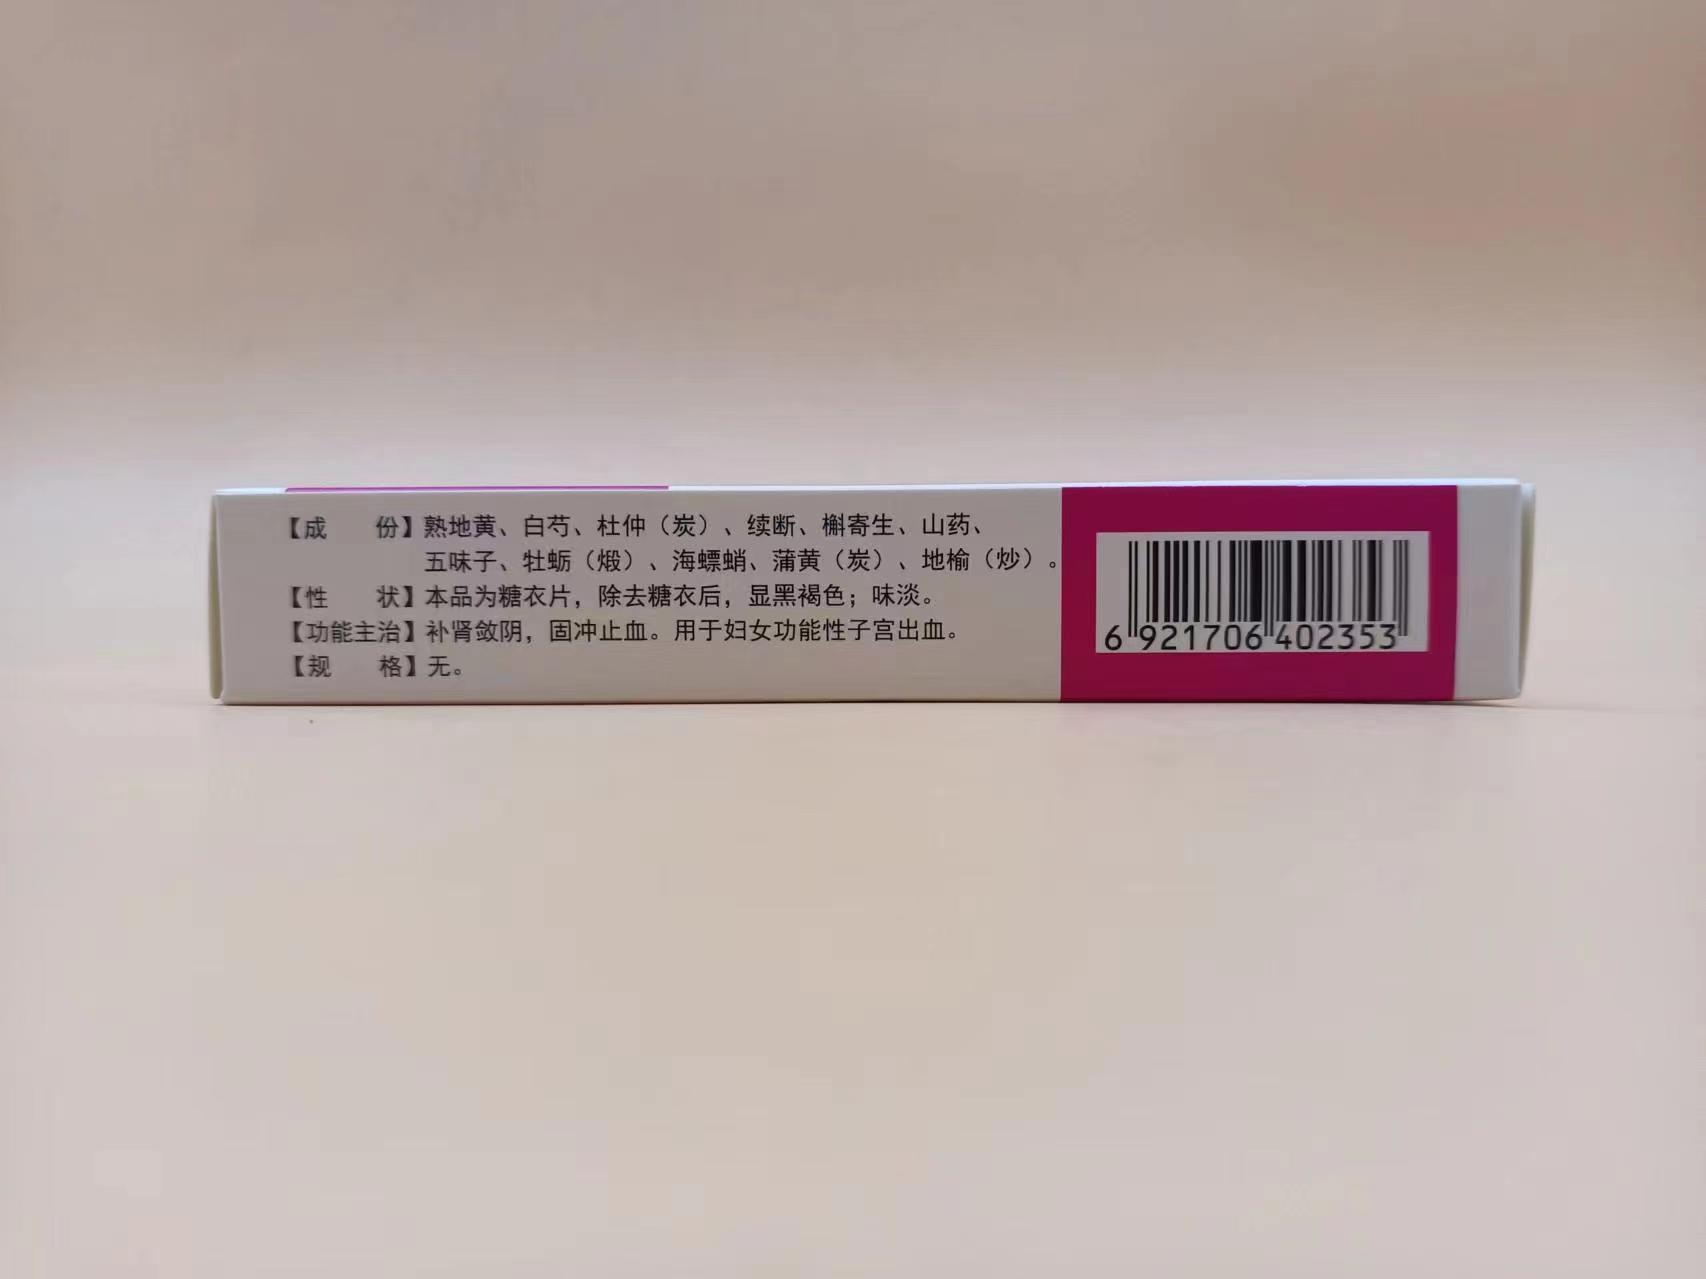 【成　　份】熟地黄、白芍、杜仲（炭）、续断、槲寄生、山药、
五味子、牡蛎（煅）、海螵蛸、蒲黄（炭）、地榆（炒）。
【性　　状】本品为糖衣片，除去糖衣后，显黑褐色；味淡。
【功能主治】补肾敛阴，固冲止血。用于妇女功能性子宫出血。
【规　　格】无。
6 921706 402353